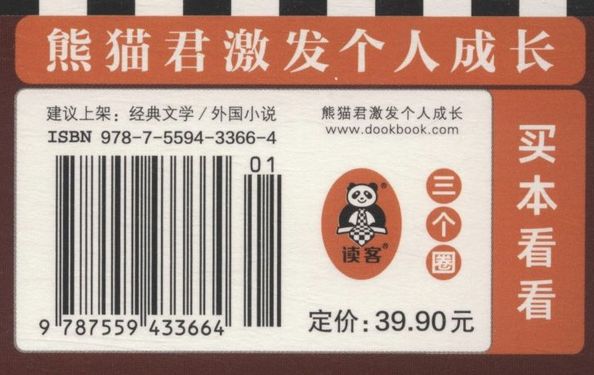 熊猫君激发个人成长
建议上架：经典文学/外国小说
ISBN 978-7-5594-3366-4
01
9 787559 433664
熊猫君激发个人成长
www.dookbook.com
读客®
三个圈
定价：39.90元
买本看看